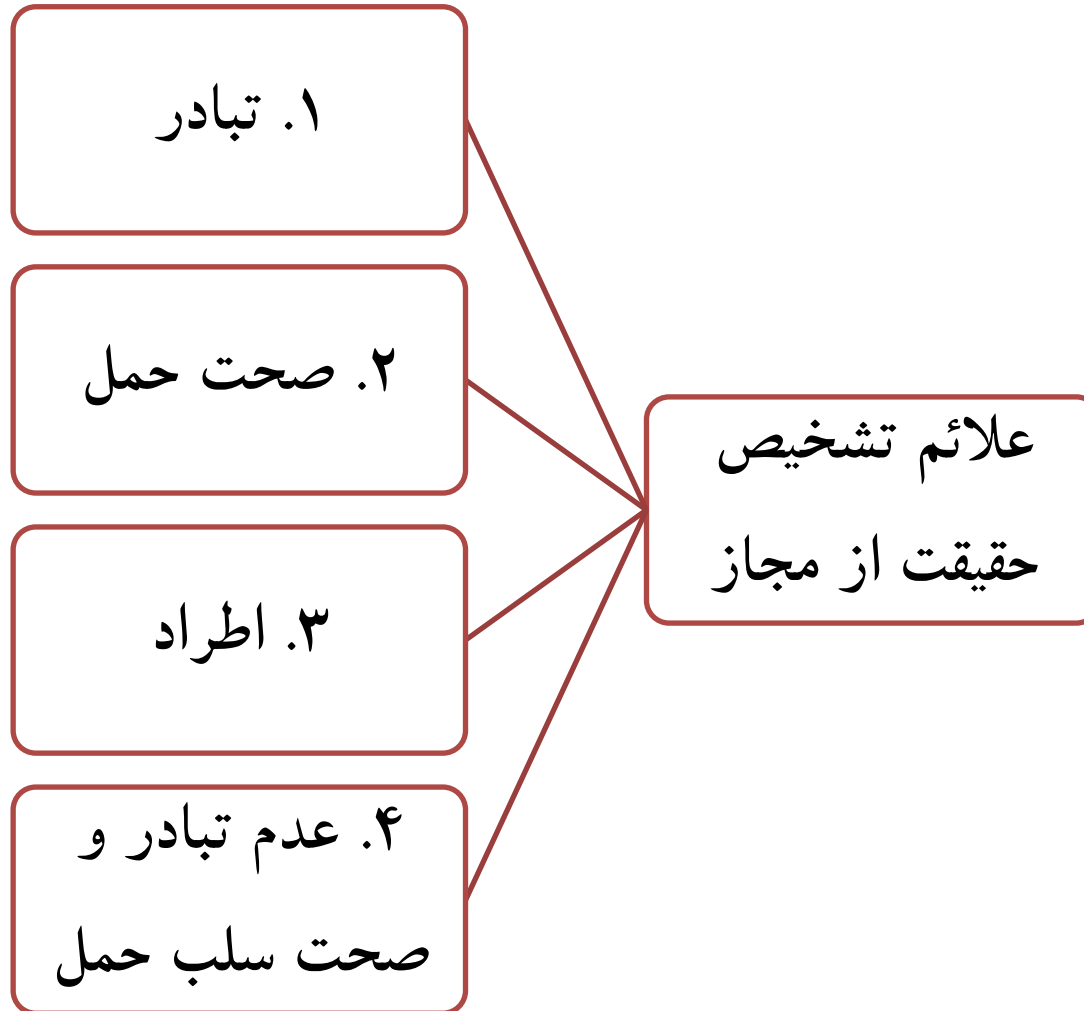 علائم تشخیص
حقیقت از مجاز
۱. تبادر
۲. صحت حمل
۳. اطراد
۴. عدم تبادر و
صحت سلب حمل